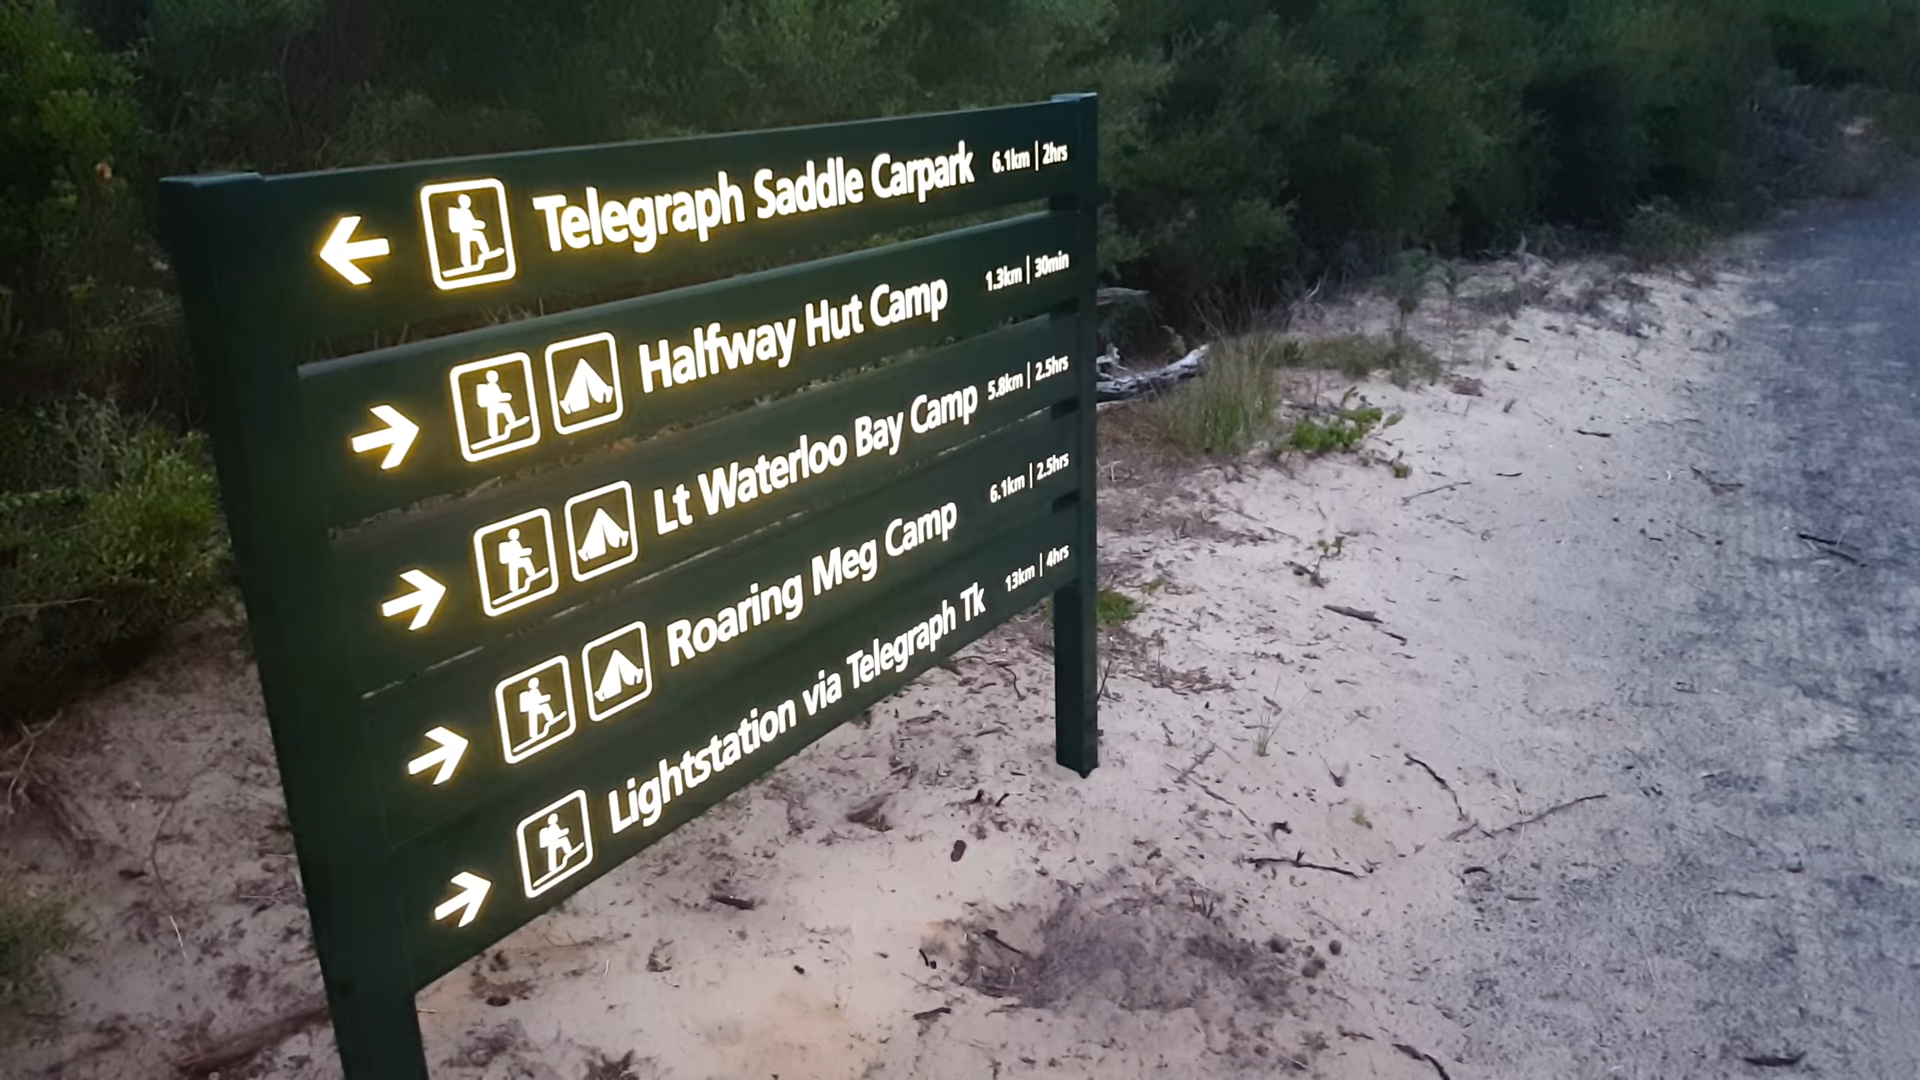 Telegraph Saddle Carpark 6.1km | 2hrs
Halfway Hut Camp 1.3km | 30min
Lt Waterloo Bay Camp 5.8km | 2.5hrs
Roaring Meg Camp 6.1km | 2.5hrs
Lightstation via Telegraph Tk 13km | 4hrs